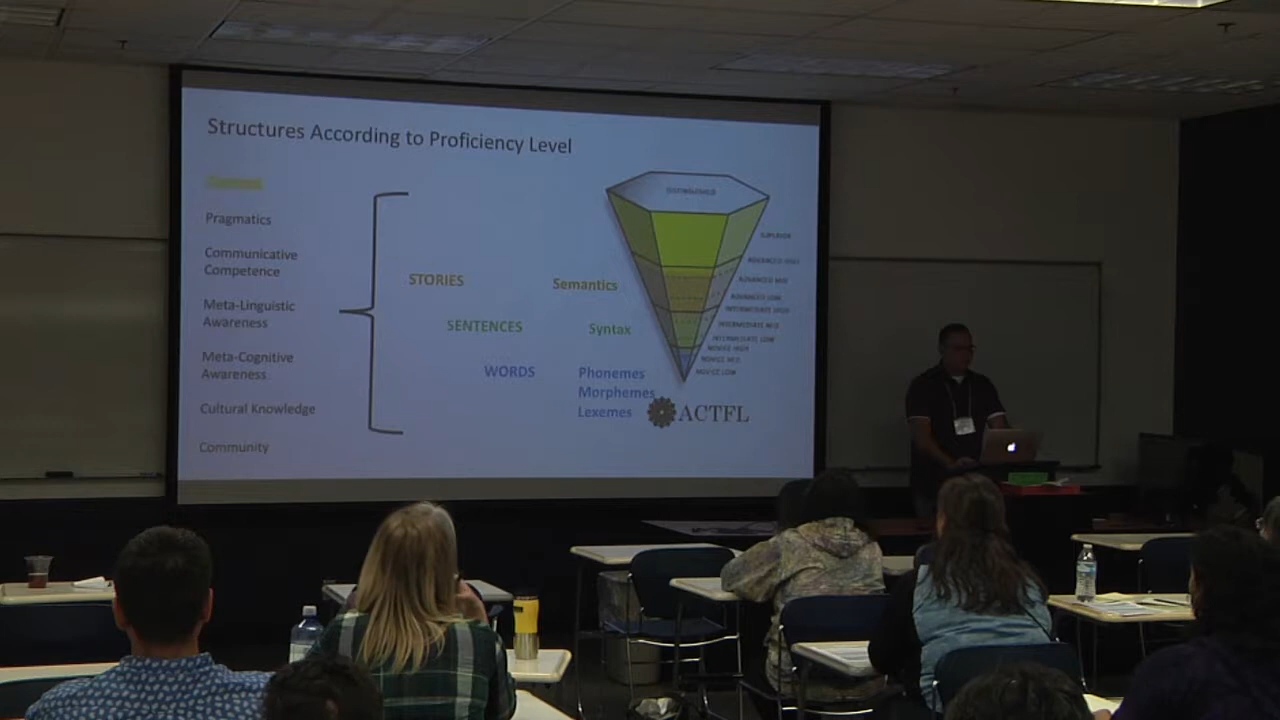 Structures According to Proficiency Level
Pragmatics
Communicative
Competence
Meta-Linguistic
Awareness
Meta-Cognitive
Awareness
Cultural Knowledge
Community
STORIES
SENTENCES
WORDS
Semantics
Syntax
Phonemes
Morphemes
Lexemes
DISTINGUISHED
SUPERIOR
ADVANCED HIGH
ADVANCED MID
ADVANCED LOW
INTERMEDIATE HIGH
INTERMEDIATE MID
INTERMEDIATE LOW
NOVICE HIGH
NOVICE MID
NOVICE LOW
ACTFL